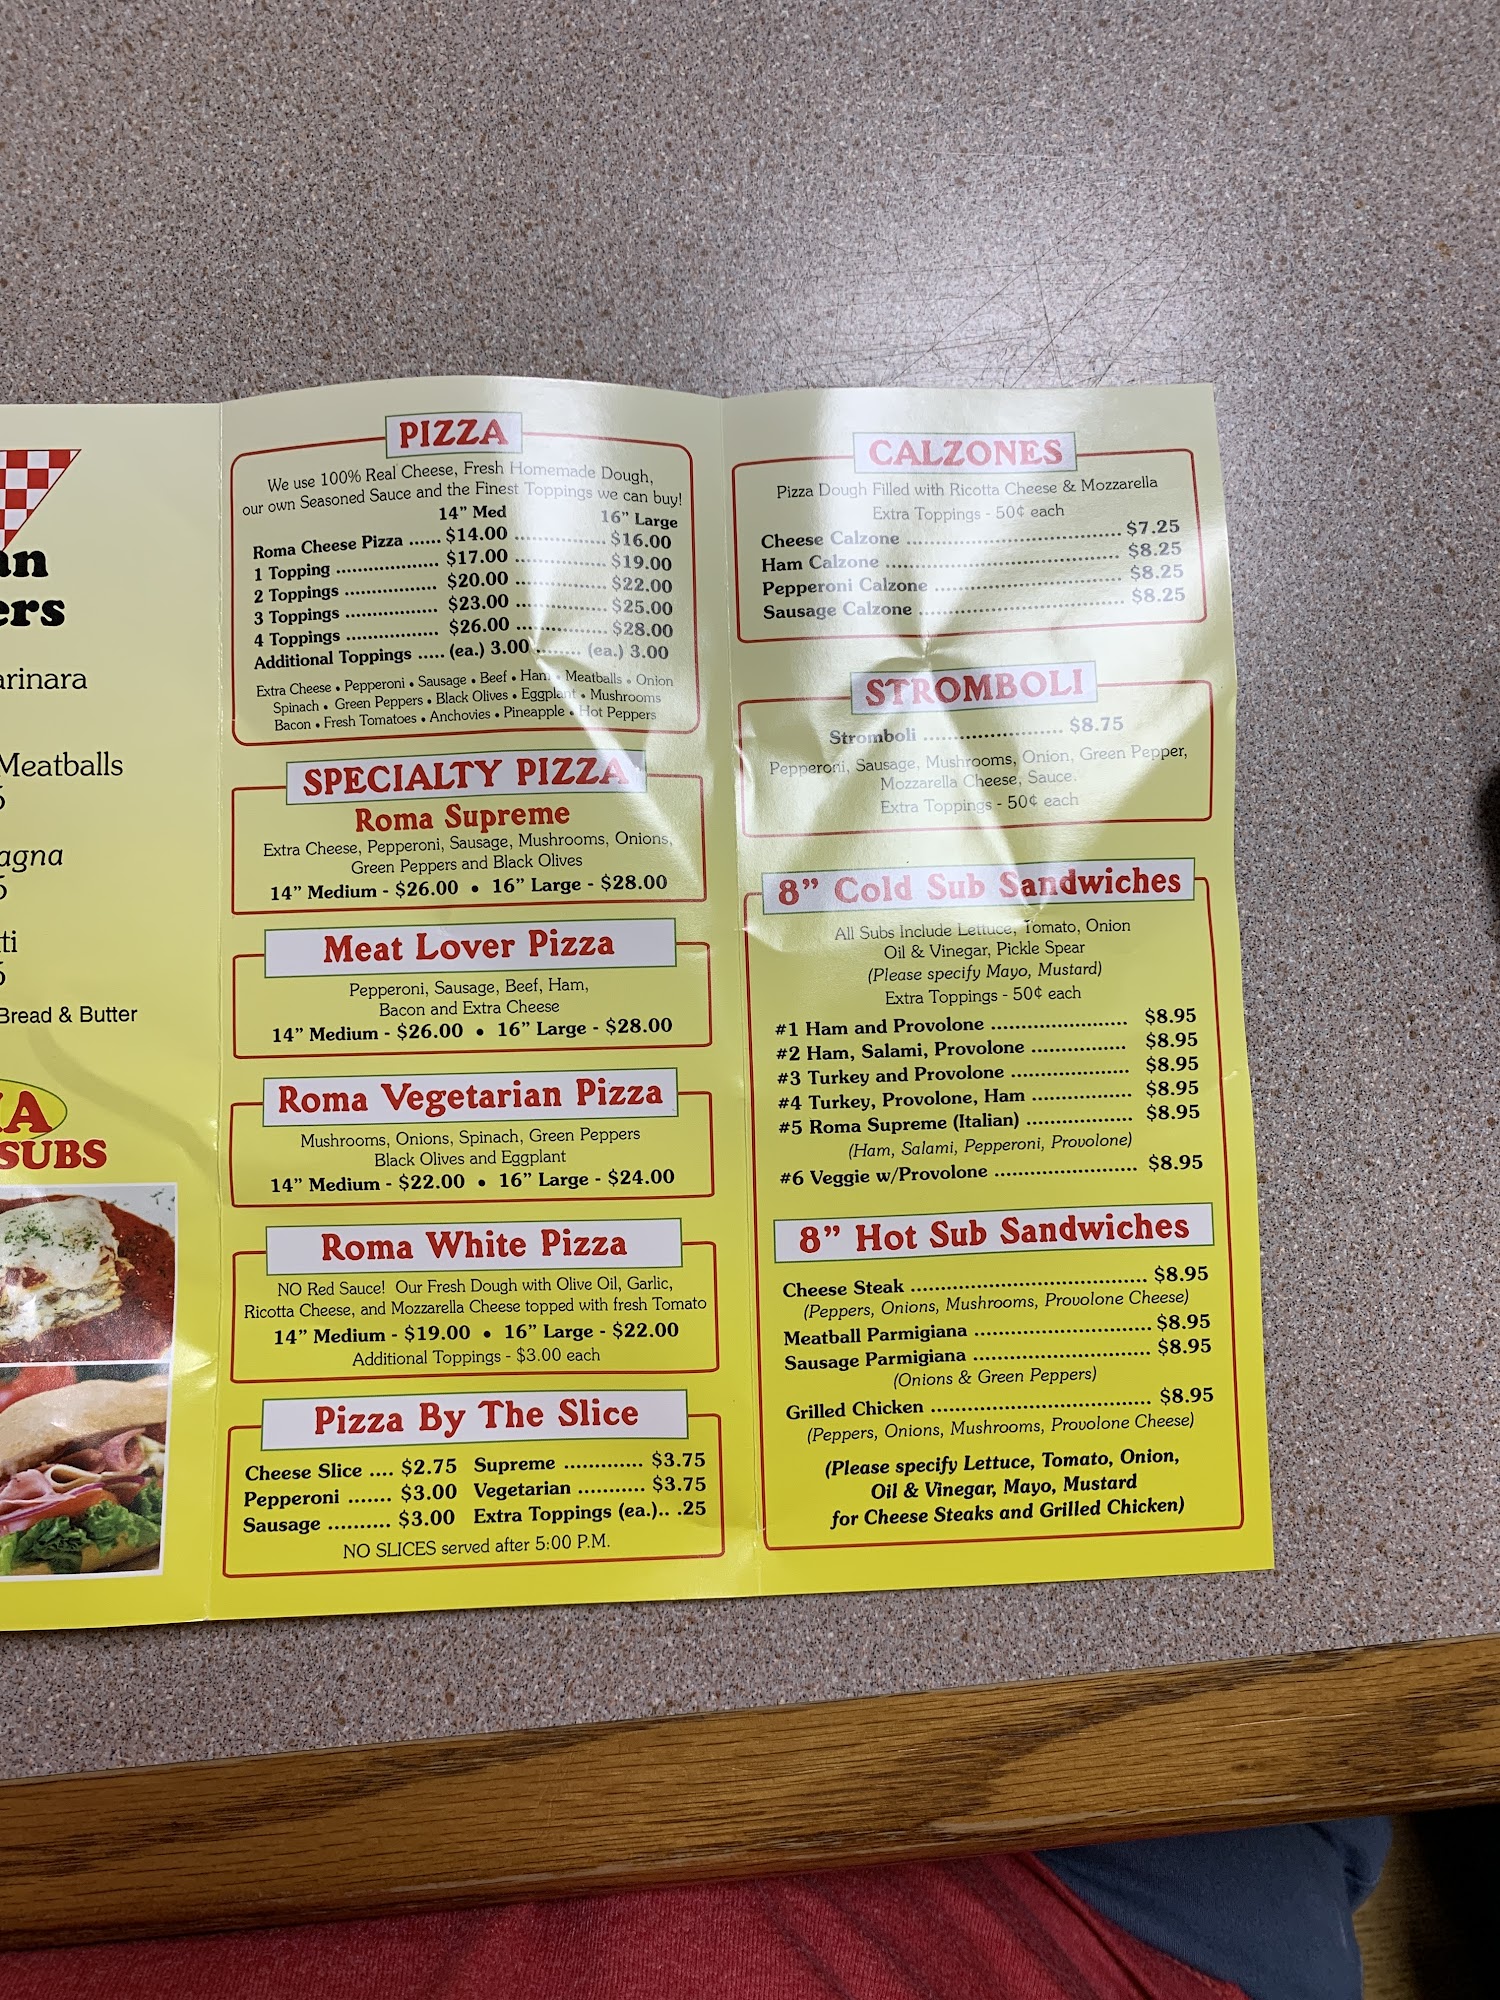 Meatballs
Bread & Butter
SUBS
PIZZA
We use 100% Real Cheese, Fresh Homemade Dough,
our own Seasoned Sauce and the Finest Toppings we can buy!
14” Med 16” Large
Roma Cheese Pizza ...... $14.00 ................ $16.00
1 Topping ................... $17.00 ................ $19.00
2 Toppings ................. $20.00 ................ $22.00
3 Toppings ................. $23.00 ................ $25.00
4 Toppings ................. $26.00 ................ $28.00
Additional Toppings ..... (ea.) 3.00 ........ (ea.) 3.00
Extra Cheese • Pepperoni • Sausage • Beef • Ham • Meatballs • Onion
Spinach • Green Peppers • Black Olives • Eggplant • Mushrooms
Bacon • Fresh Tomatoes • Anchovies • Pineapple • Hot Peppers
SPECIALTY PIZZA
Roma Supreme
Extra Cheese, Pepperoni, Sausage, Mushrooms, Onions,
Green Peppers and Black Olives
14” Medium - $26.00 • 16” Large - $28.00
Meat Lover Pizza
Pepperoni, Sausage, Beef, Ham,
Bacon and Extra Cheese
14” Medium - $26.00 • 16” Large - $28.00
Roma Vegetarian Pizza
Mushrooms, Onions, Spinach, Green Peppers
Black Olives and Eggplant
14” Medium - $22.00 • 16” Large - $24.00
Roma White Pizza
NO Red Sauce! Our Fresh Dough with Olive Oil, Garlic,
Ricotta Cheese, and Mozzarella Cheese topped with fresh Tomato
14” Medium - $19.00 • 16” Large - $22.00
Additional Toppings - $3.00 each
Pizza By The Slice
Cheese Slice .... $2.75 Supreme ............. $3.75
Pepperoni ....... $3.00 Vegetarian ........... $3.75
Sausage .......... $3.00 Extra Toppings (ea.).. .25
NO SLICES served after 5:00 P.M.
CALZONES
Pizza Dough Filled with Ricotta Cheese & Mozzarella
Extra Toppings - 50¢ each
Cheese Calzone ................................... $7.25
Ham Calzone ...................................... $8.25
Pepperoni Calzone .............................. $8.25
Sausage Calzone ................................. $8.25
STROMBOLI
Stromboli ....................... $8.75
Pepperoni, Sausage, Mushrooms, Onion, Green Pepper,
Mozzarella Cheese, Sauce.
Extra Toppings - 50¢ each
8” Cold Sub Sandwiches
All Subs Include Lettuce, Tomato, Onion
Oil & Vinegar, Pickle Spear
(Please specify Mayo, Mustard)
Extra Toppings - 50¢ each
#1 Ham and Provolone ....................... $8.95
#2 Ham, Salami, Provolone ................ $8.95
#3 Turkey and Provolone .................... $8.95
#4 Turkey, Provolone, Ham ................. $8.95
#5 Roma Supreme (Italian) .................. $8.95
(Ham, Salami, Pepperoni, Provolone)
#6 Veggie w/Provolone ........................ $8.95
8” Hot Sub Sandwiches
Cheese Steak ....................................... $8.95
(Peppers, Onions, Mushrooms, Provolone Cheese)
Meatball Parmigiana .............................. $8.95
Sausage Parmigiana .............................. $8.95
(Onions & Green Peppers)
Grilled Chicken ..................................... $8.95
(Peppers, Onions, Mushrooms, Provolone Cheese)
(Please specify Lettuce, Tomato, Onion,
Oil & Vinegar, Mayo, Mustard
for Cheese Steaks and Grilled Chicken)